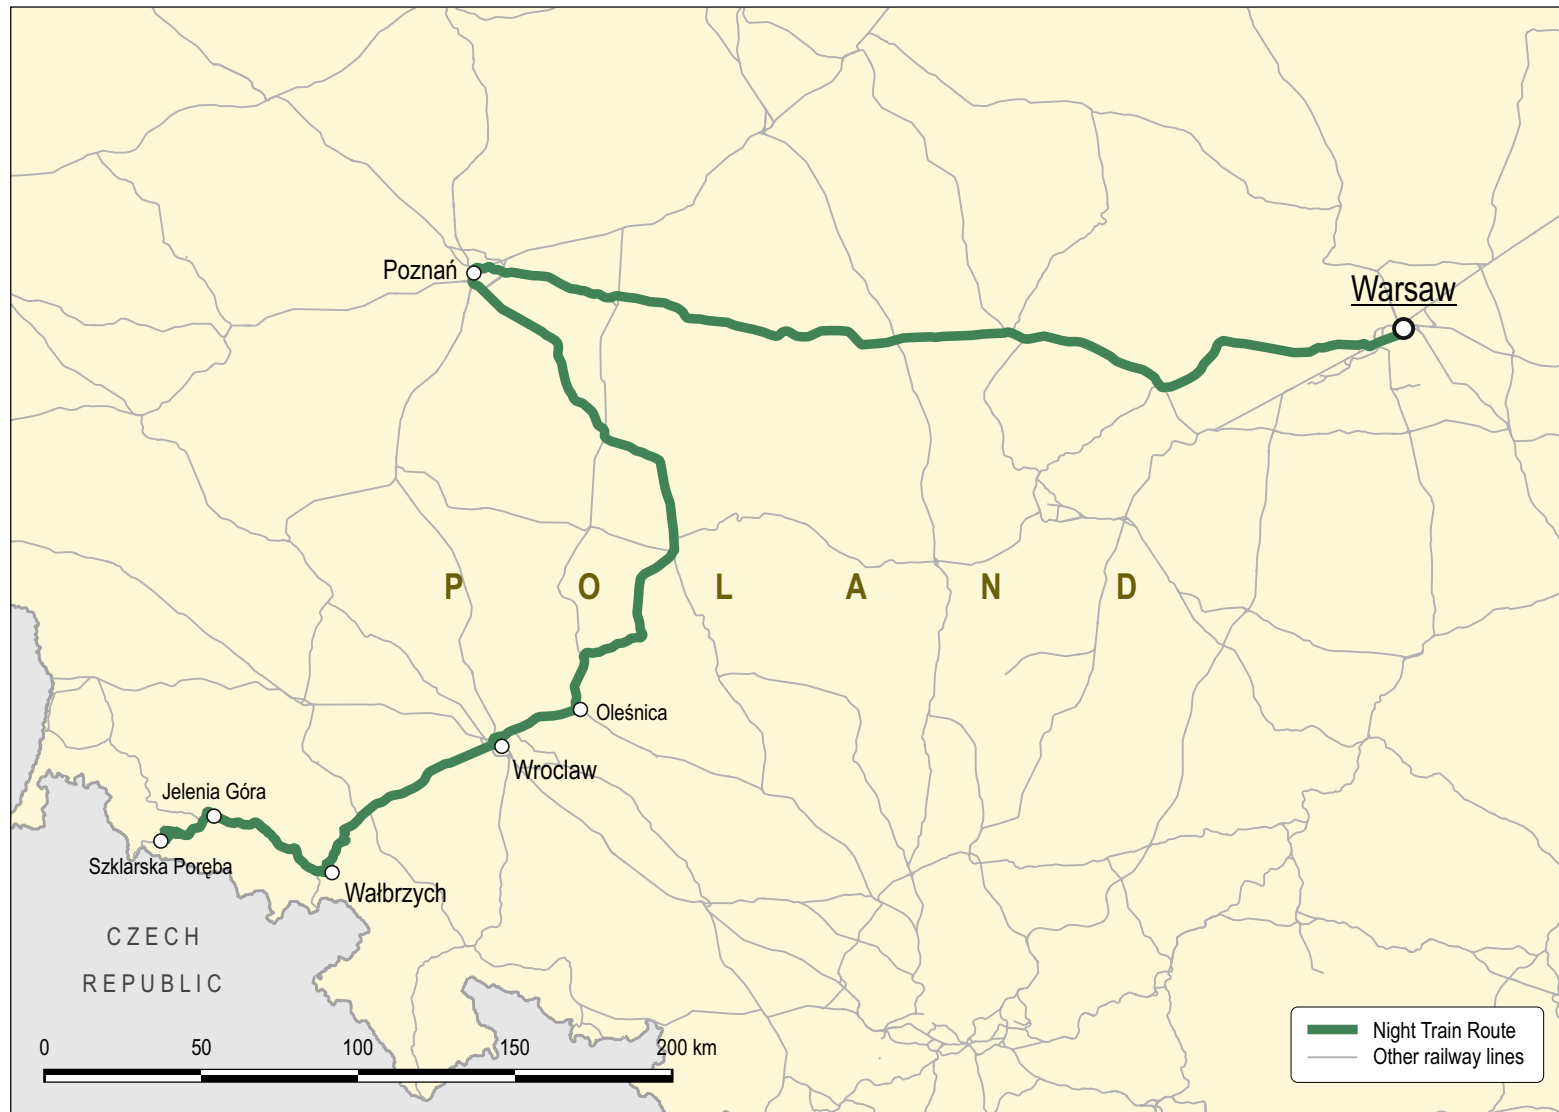 Poznań
Warsaw
P O L A N D
Oleśnica
Wroclaw
Jelenia Góra
Szklarska Poręba
Wałbrzych
CZECH
REPUBLIC
0 50 100 150 200 km
Night Train Route
Other railway lines